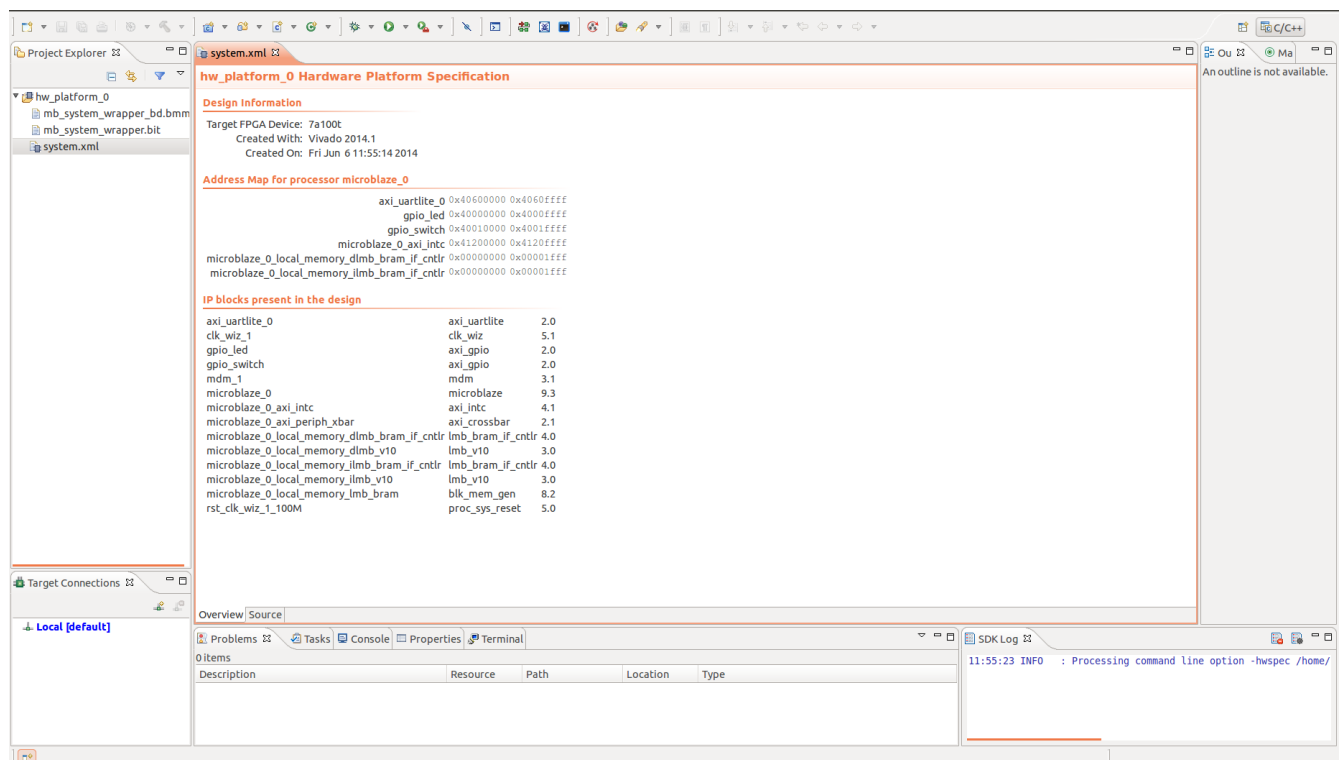 C/C++
Project Explorer
hw_platform_0
mb_system_wrapper_bd.bmm
mb_system_wrapper.bit
system.xml
Target Connections
Local [default]
system.xml
hw_platform_0 Hardware Platform Specification
Design Information
Target FPGA Device: 7a100t
Created With: Vivado 2014.1
Created On: Fri Jun 6 11:55:14 2014
Address Map for processor microblaze_0
axi_uartlite_0 0x40600000 0x4060ffff
gpio_led 0x40000000 0x4000ffff
gpio_switch 0x40010000 0x4001ffff
microblaze_0_axi_intc 0x41200000 0x4120ffff
microblaze_0_local_memory_dlmb_bram_if_cntlr 0x00000000 0x00001fff
microblaze_0_local_memory_ilmb_bram_if_cntlr 0x00000000 0x00001fff
IP blocks present in the design
axi_uartlite_0 axi_uartlite 2.0
clk_wiz_1 clk_wiz 5.1
gpio_led axi_gpio 2.0
gpio_switch axi_gpio 2.0
mdm_1 mdm 3.1
microblaze_0 microblaze 9.3
microblaze_0_axi_intc axi_intc 4.1
microblaze_0_axi_periph_xbar axi_crossbar 2.1
microblaze_0_local_memory_dlmb_bram_if_cntlr lmb_bram_if_cntlr 4.0
microblaze_0_local_memory_dlmb_v10 lmb_v10 3.0
microblaze_0_local_memory_ilmb_bram_if_cntlr lmb_bram_if_cntlr 4.0
microblaze_0_local_memory_ilmb_v10 lmb_v10 3.0
microblaze_0_local_memory_lmb_bram blk_mem_gen 8.2
rst_clk_wiz_1_100M proc_sys_reset 5.0
Overview Source
Ou Ma
An outline is not available.
Problems Tasks Console Properties Terminal
0 items
Description Resource Path Location Type
SDK Log
11:55:23 INFO : Processing command line option -hwspec /home/